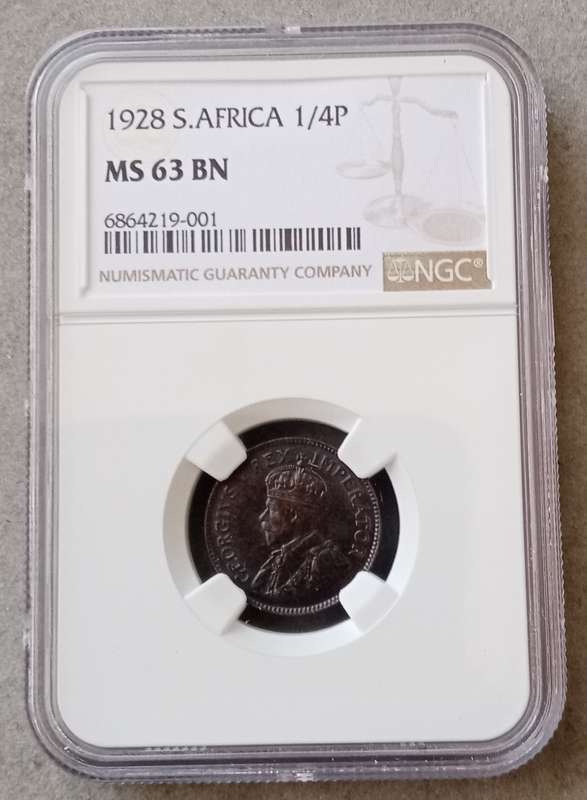 1928 S.AFRICA 1/4P
MS 63 BN
6864219-001
NUMISMATIC GUARANTY COMPANY
NGC®
GEORGIVS V REX IMPERATOR